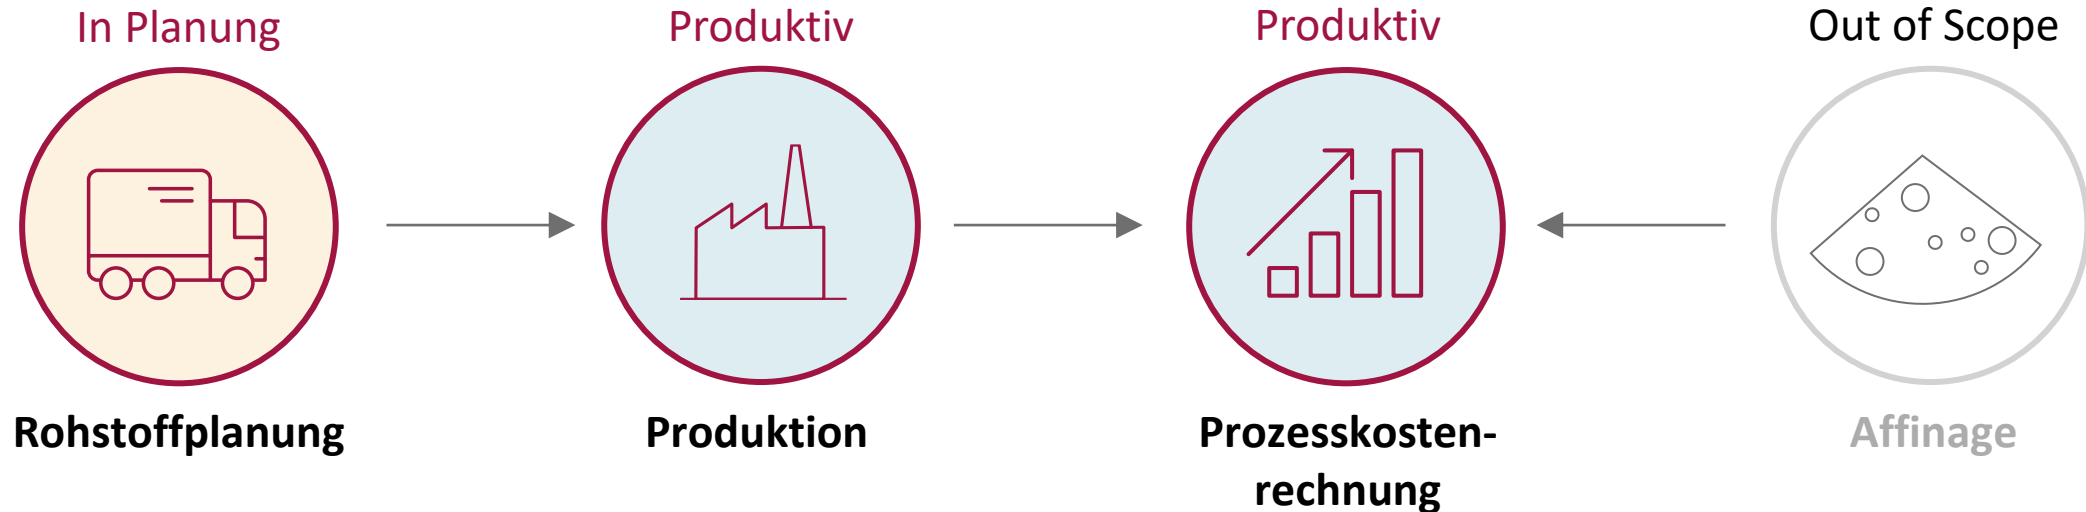 In Planung
Produktiv
Produktiv
Out of Scope
Rohstoffplanung
Produktion
Prozesskosten-
rechnung
Affinage